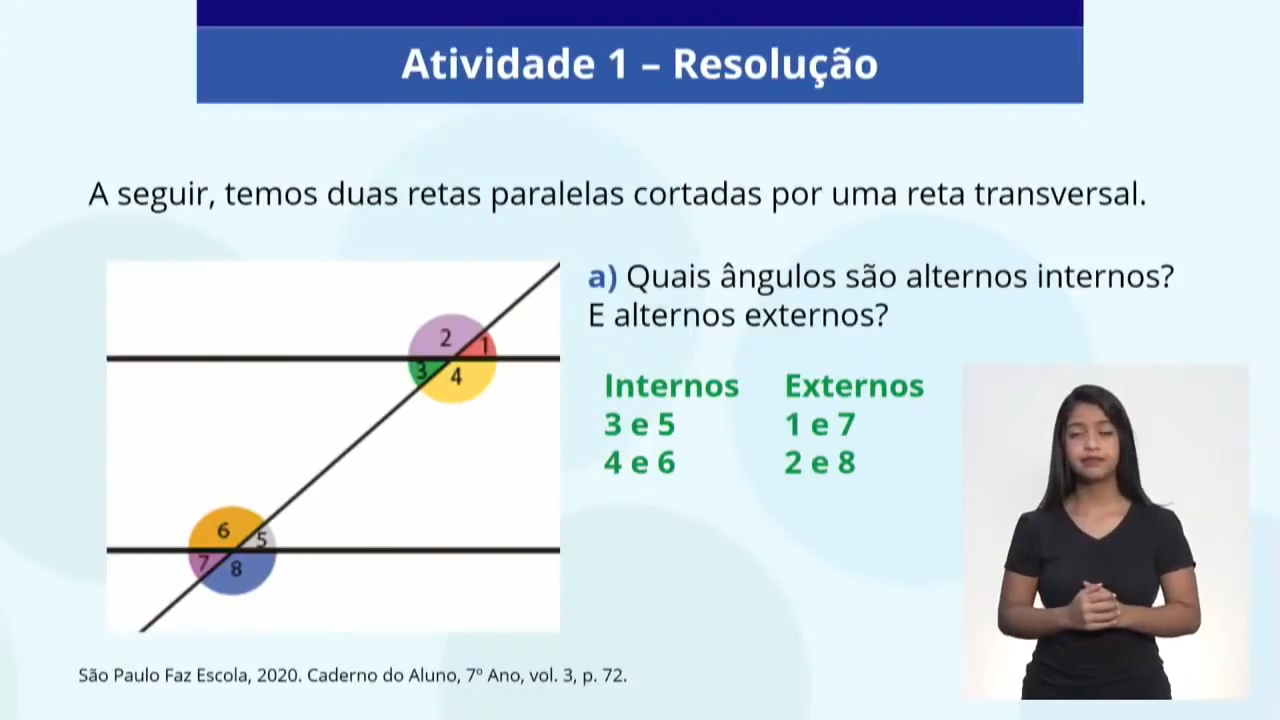 Atividade 1 – Resolução
A seguir, temos duas retas paralelas cortadas por uma reta transversal.
a) Quais ângulos são alternos internos?
E alternos externos?
Internos Externos
3 e 5 1 e 7
4 e 6 2 e 8
2 1
3 4
6 5
7 8
São Paulo Faz Escola, 2020. Caderno do Aluno, 7º Ano, vol. 3, p. 72.